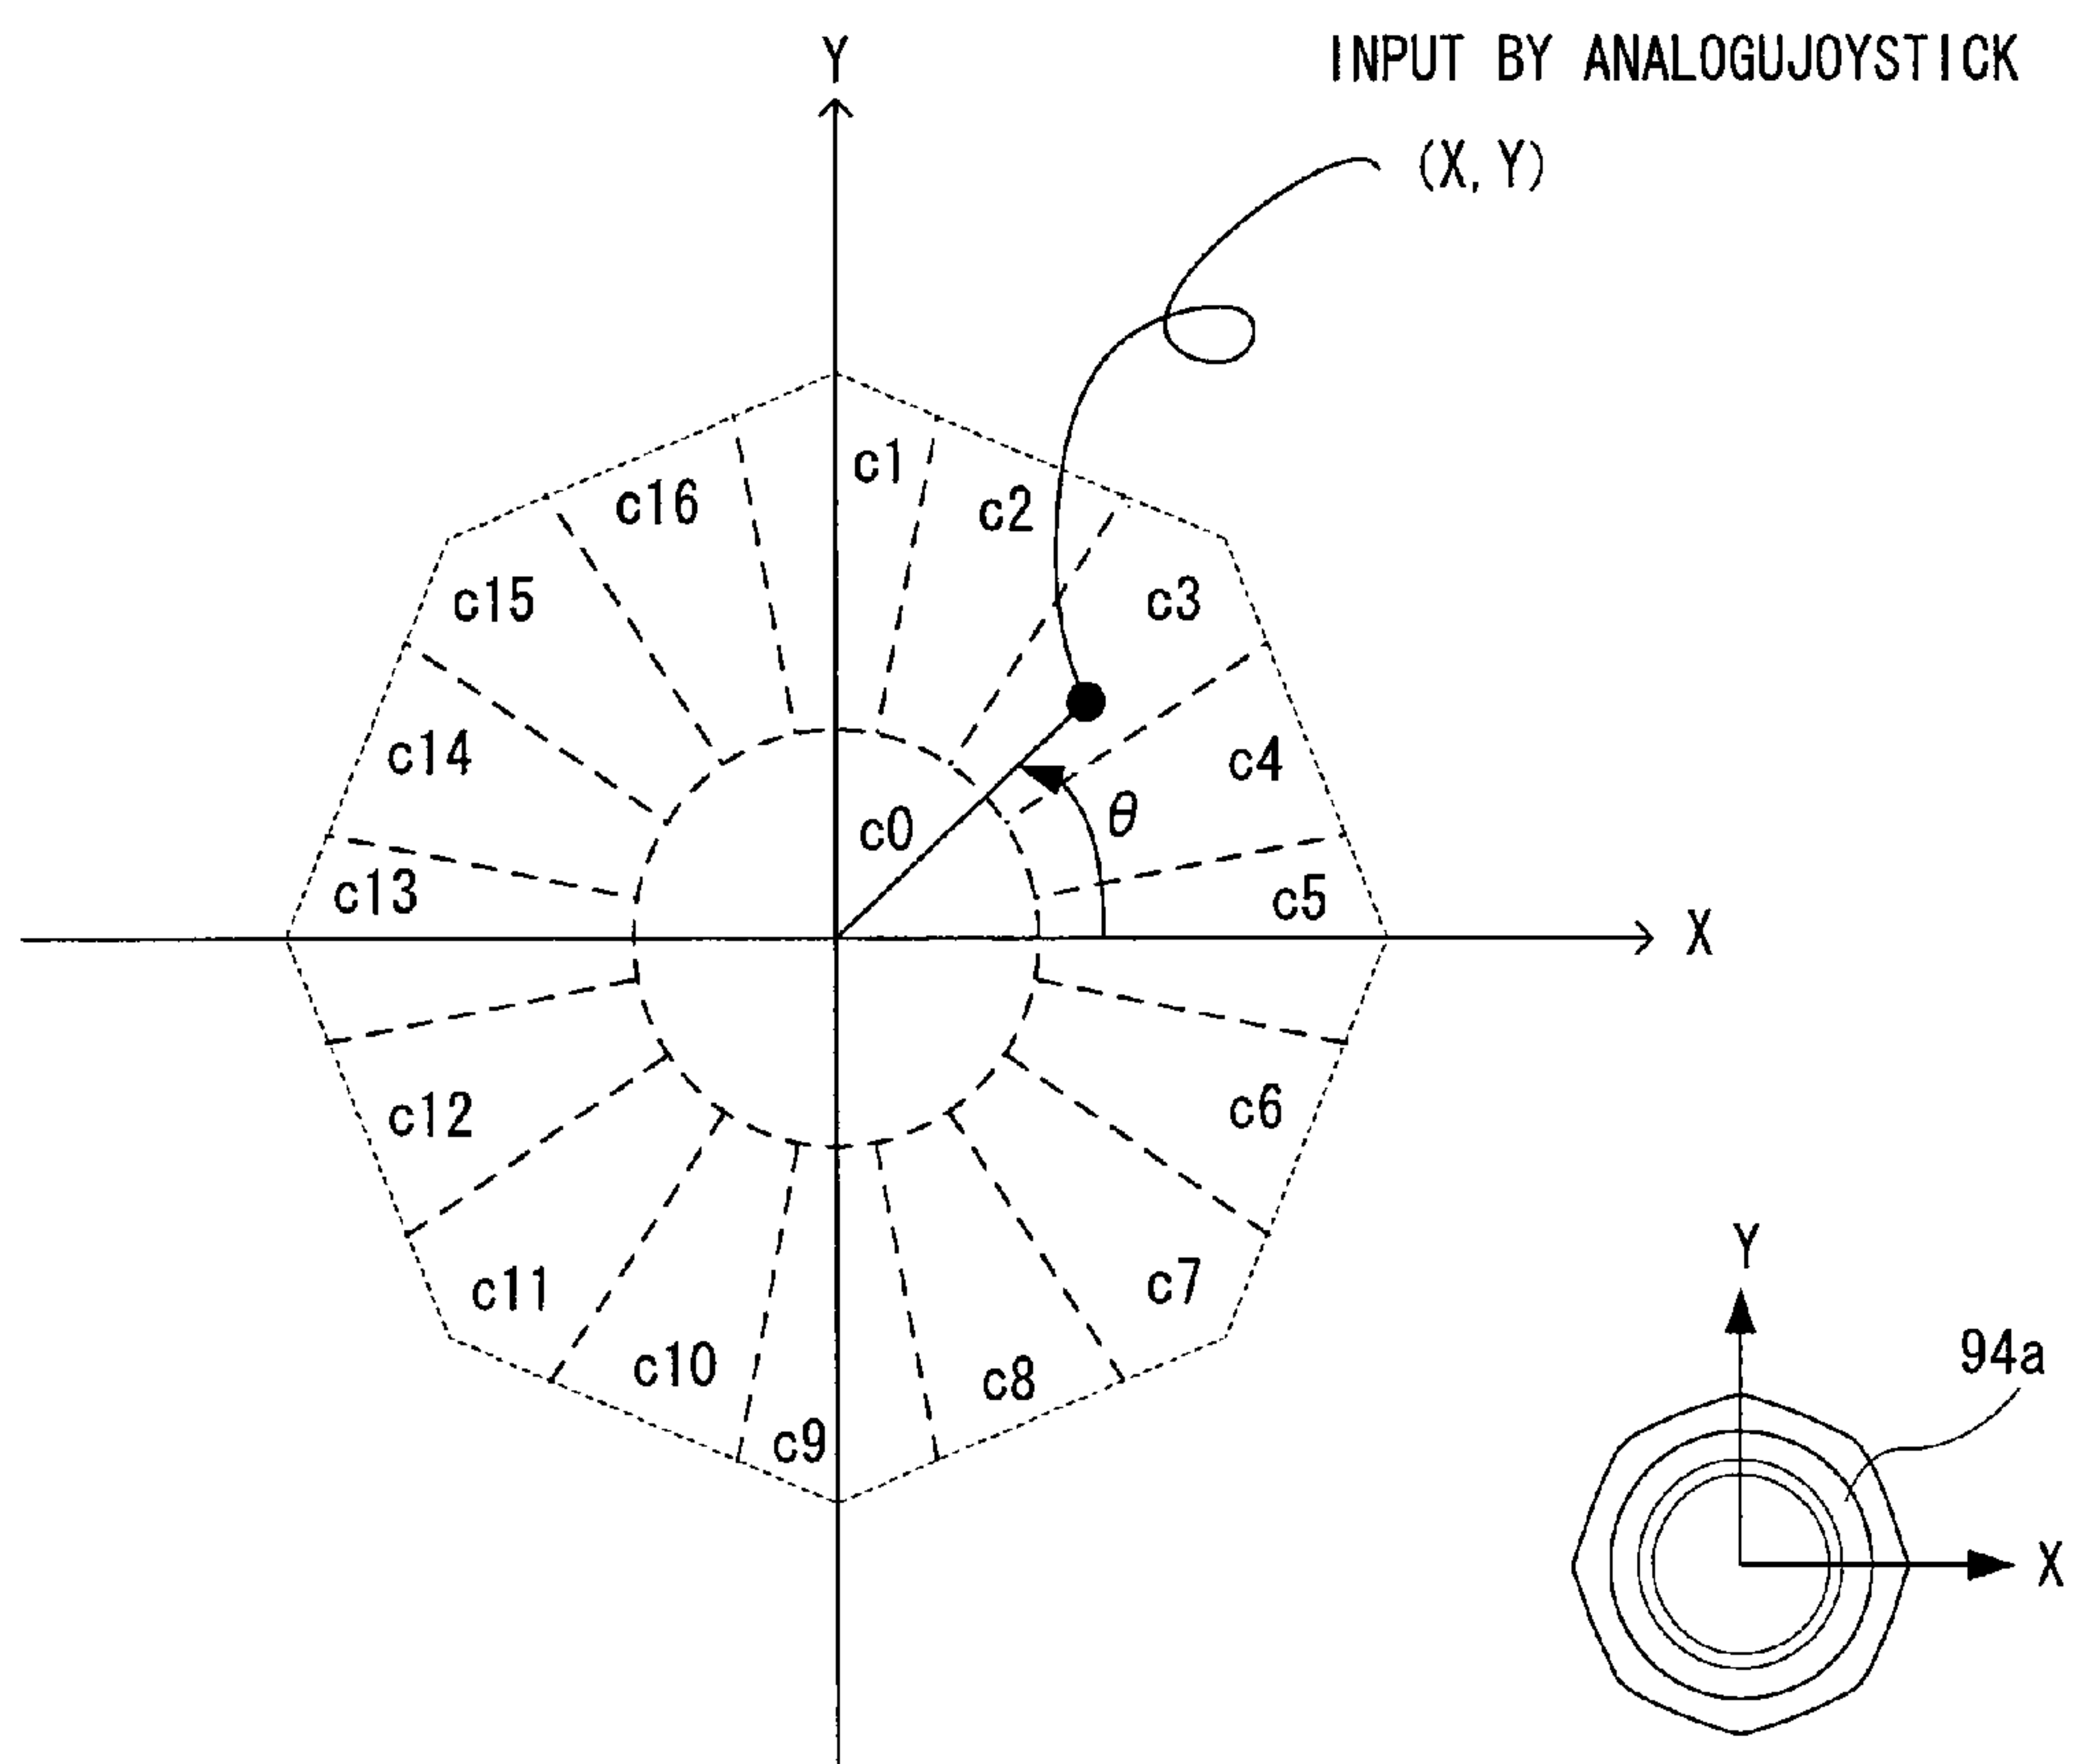 Y
INPUT BY ANALOGUJOYSTICK
(X, Y)
c1
c16
c2
c15
c3
c14
c4
c0
θ
c13
c5
X
c12
c6
c11
c7
c10
c8
c9
Y
94a
X